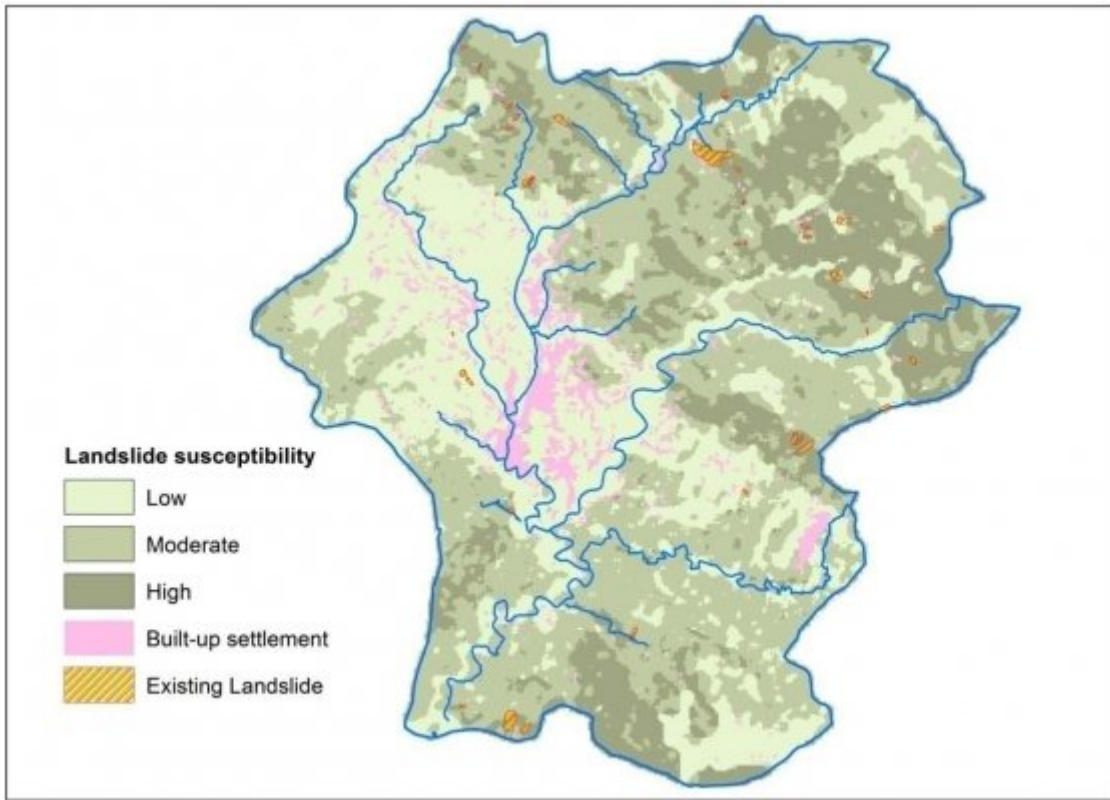 Landslide susceptibility
Low
Moderate
High
Built-up settlement
Existing Landslide